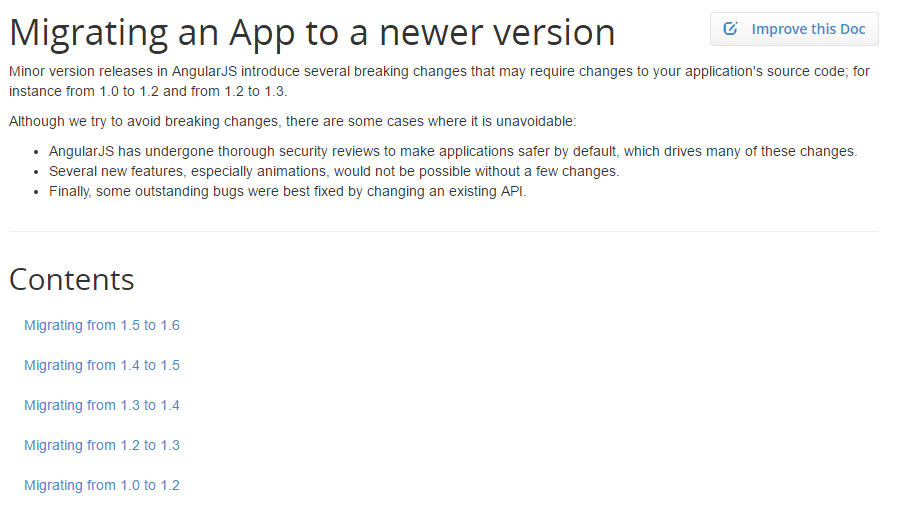 Migrating an App to a newer version
Improve this Doc
Minor version releases in AngularJS introduce several breaking changes that may require changes to your application's source code; for
instance from 1.0 to 1.2 and from 1.2 to 1.3.
Although we try to avoid breaking changes, there are some cases where it is unavoidable:
• AngularJS has undergone thorough security reviews to make applications safer by default, which drives many of these changes.
• Several new features, especially animations, would not be possible without a few changes.
• Finally, some outstanding bugs were best fixed by changing an existing API.
Contents
Migrating from 1.5 to 1.6
Migrating from 1.4 to 1.5
Migrating from 1.3 to 1.4
Migrating from 1.2 to 1.3
Migrating from 1.0 to 1.2